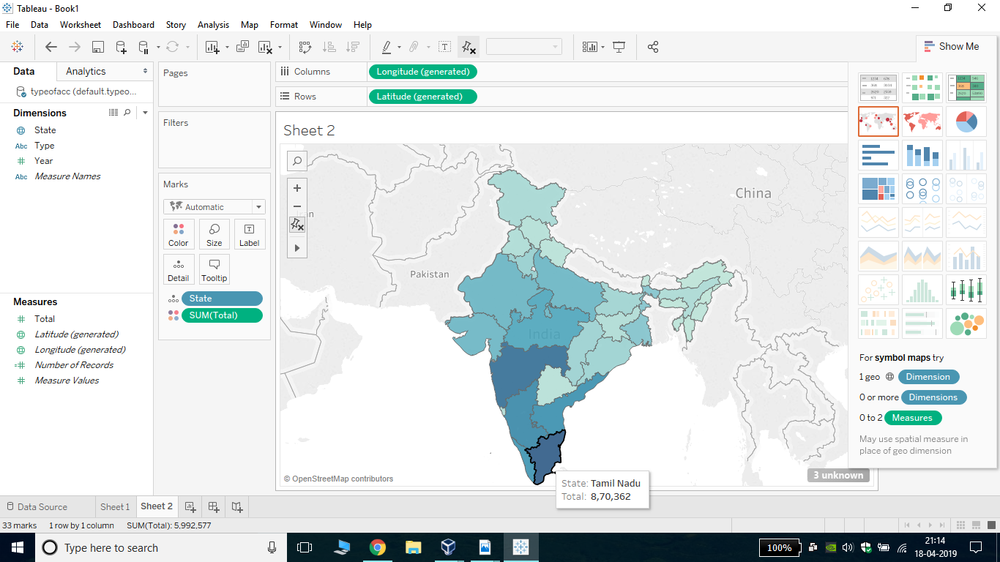 Tableau - Book1
File Data Worksheet Dashboard Story Analysis Map Format Window Help
Show Me
Data Analytics
typeofacc (default.typeo...
Dimensions
State
Abc Type
Year
Abc Measure Names
Measures
Total
Latitude (generated)
Longitude (generated)
Number of Records
Measure Values
Pages
Filters
Marks
Automatic
Color Size Label
Detail Tooltip
State
SUM(Total)
Columns Longitude (generated)
Rows Latitude (generated)
Sheet 2
China
Pakistan
India
© OpenStreetMap contributors
3 unknown
State: Tamil Nadu
Total: 8,70,362
For symbol maps try
1 geo Dimension
0 or more Dimensions
0 to 2 Measures
May use spatial measure in
place of geo dimension
Data Source Sheet 1 Sheet 2
33 marks 1 row by 1 column SUM(Total): 5,992,577
Type here to search
100%
21:14
18-04-2019